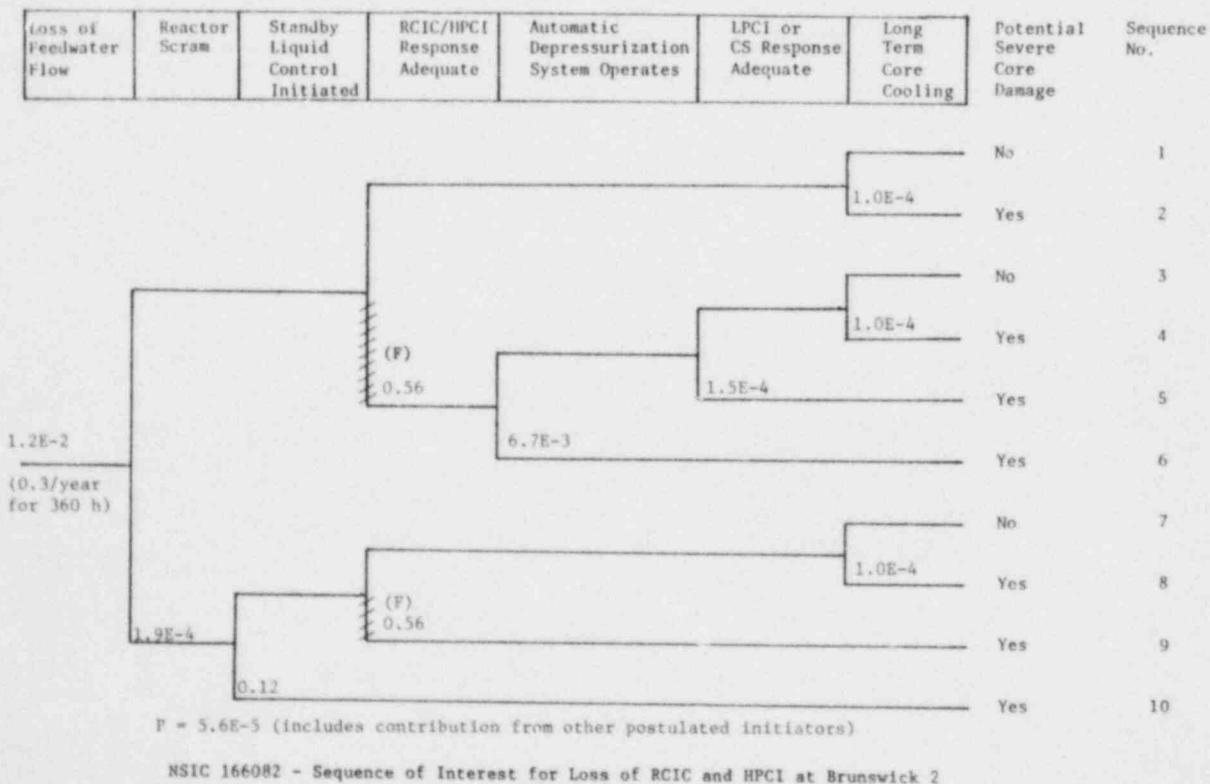 Loss of
Feedwater
Flow
Reactor
Scram
Standby
Liquid
Control
Initiated
RCIC/HPCI
Response
Adequate
Automatic
Depressurization
System Operates
LPCI or
CS Response
Adequate
Long
Term
Core
Cooling
Potential
Severe
Core
Damage
Sequence
No.
No 1
1.0E-4
Yes 2
No 3
1.0E-4
Yes 4
(F)
0.56
1.5E-4
Yes 5
1.2E-2
6.7E-3
Yes 6
(0.3/year
for 360 h)
No 7
1.0E-4
Yes 8
(F)
0.56
1.9E-4
Yes 9
0.12
Yes 10
P = 5.6E-5 (includes contribution from other postulated initiators)
NSIC 166082 - Sequence of Interest for Loss of RCIC and HPCI at Brunswick 2